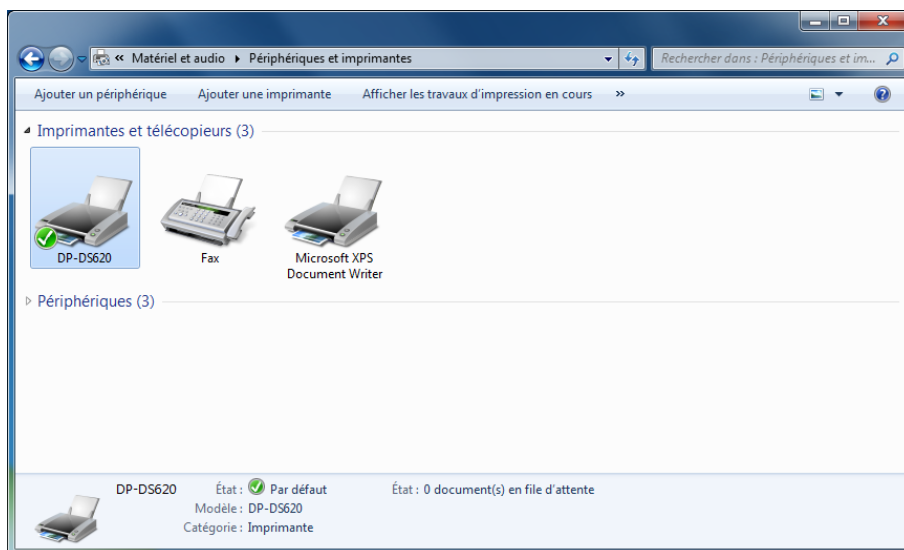 « Matériel et audio ▸ Périphériques et imprimantes
Rechercher dans : Périphériques et im...
Ajouter un périphérique Ajouter une imprimante Afficher les travaux d'impression en cours »
Imprimantes et télécopieurs (3)
DP-DS620 Fax Microsoft XPS
Document Writer
Périphériques (3)
DP-DS620 État : Par défaut État : 0 document(s) en file d'attente
Modèle : DP-DS620
Catégorie : Imprimante